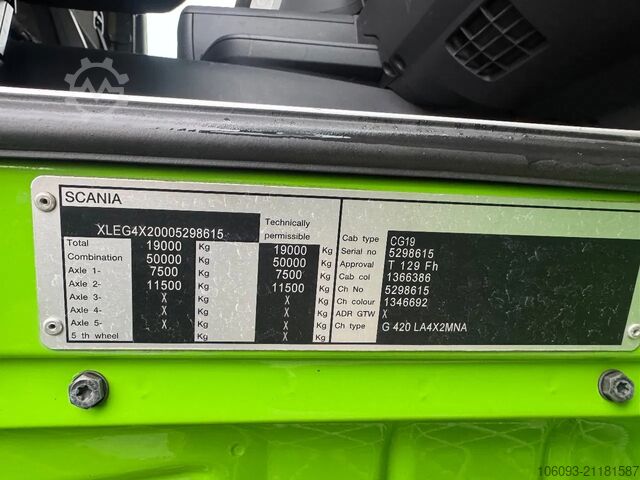 SCANIA
XLEG4X20005298615
Technically
permissible
Total 19000 Kg 19000 Kg
Combination 50000 Kg 50000 Kg
Axle 1- 7500 Kg 7500 Kg
Axle 2- 11500 Kg 11500 Kg
Axle 3- X Kg X Kg
Axle 4- X Kg X Kg
Axle 5- X Kg X Kg
5 th wheel X Kg X Kg
Cab type CG19
Serial no 5298615
Approval T 129 Fh
Cab col 1366386
Ch No 5298615
Ch colour 1346692
ADR GTW X
Ch type G 420 LA4X2MNA
106093-21181587